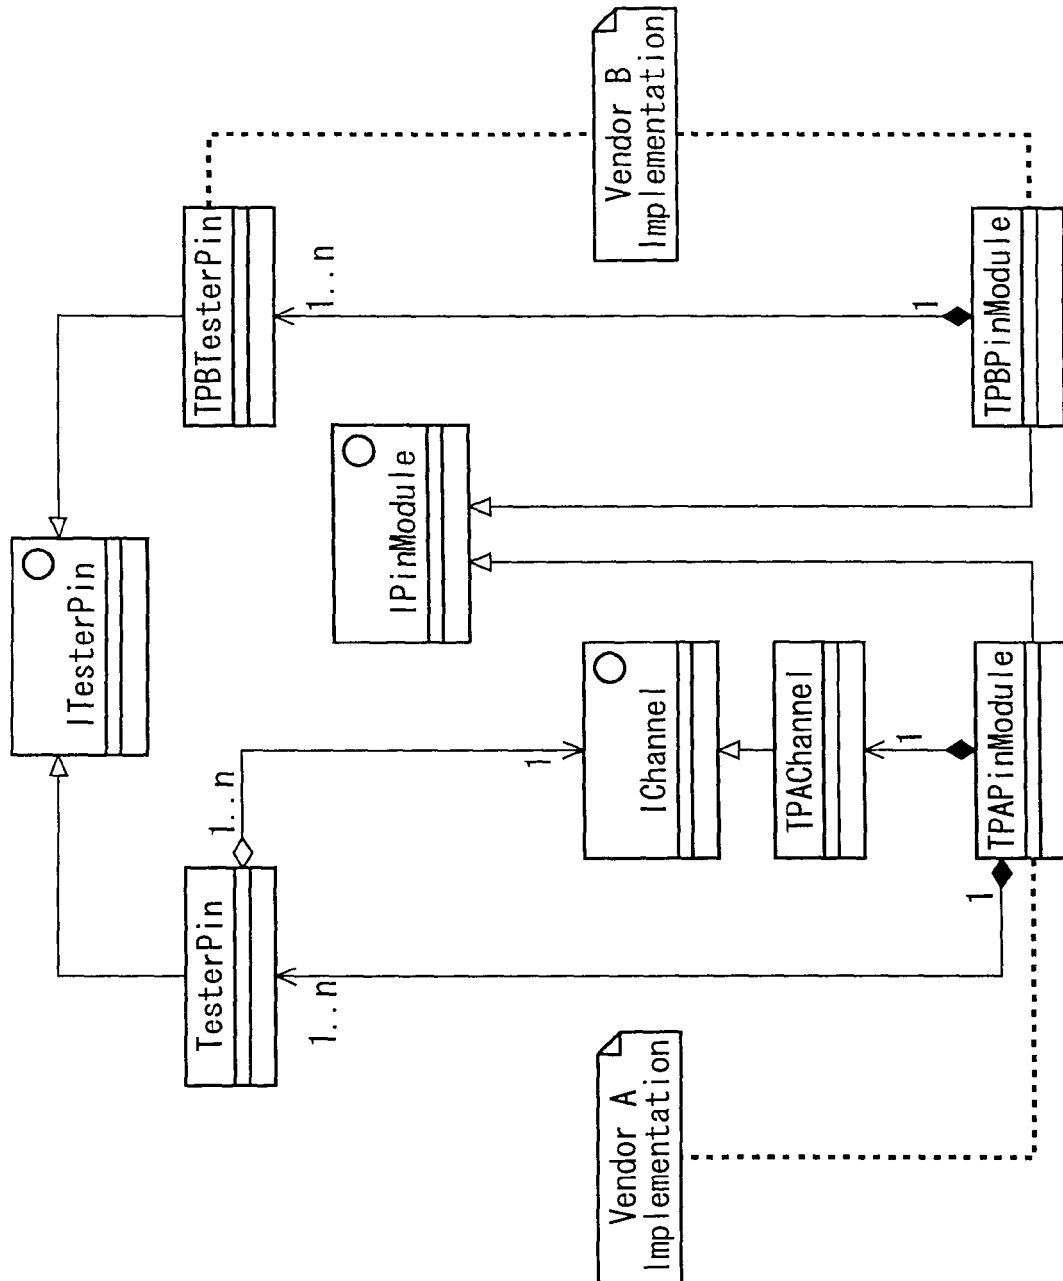 ITesterPin
TesterPin
TPBTesterPin
1..n
1..n
1..n
IPinModule
Vendor A
Implementation
Vendor B
Implementation
1
IChannel
TPAChannel
1
1
1
TPAPinModule
TPBPinModule